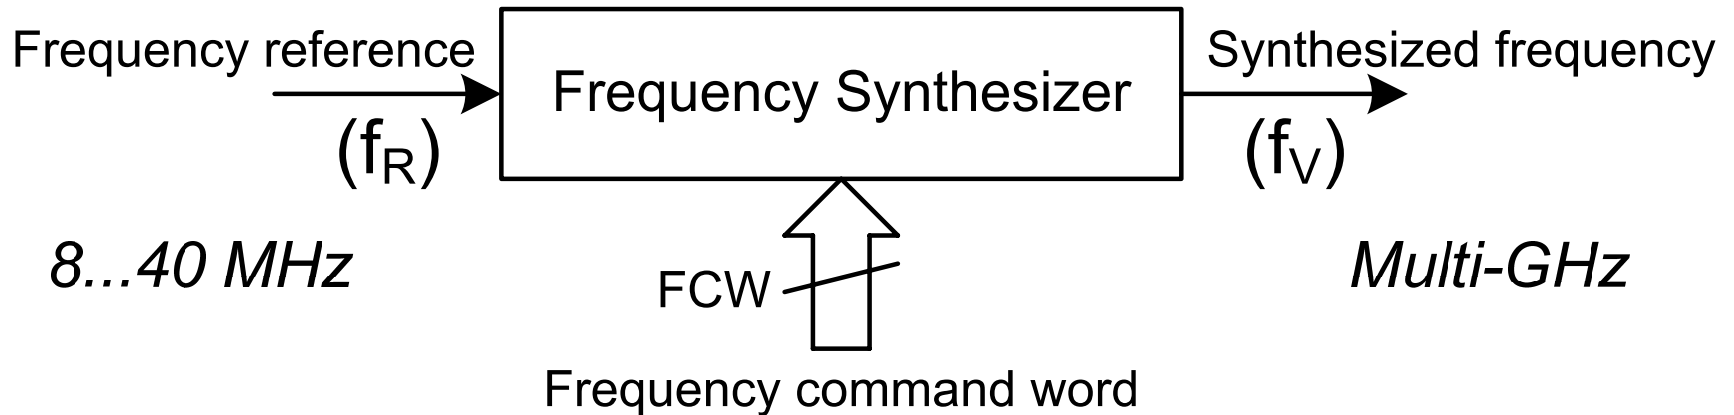 Frequency reference
(fR)
8...40 MHz
Frequency Synthesizer
Synthesized frequency
(fV)
Multi-GHz
FCW
Frequency command word